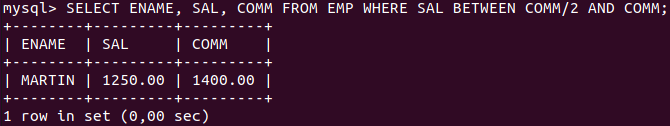 mysql> SELECT ENAME, SAL, COMM FROM EMP WHERE SAL BETWEEN COMM/2 AND COMM;
+--------+---------+---------+
| ENAME  | SAL     | COMM    |
+--------+---------+---------+
| MARTIN | 1250.00 | 1400.00 |
+--------+---------+---------+
1 row in set (0,00 sec)